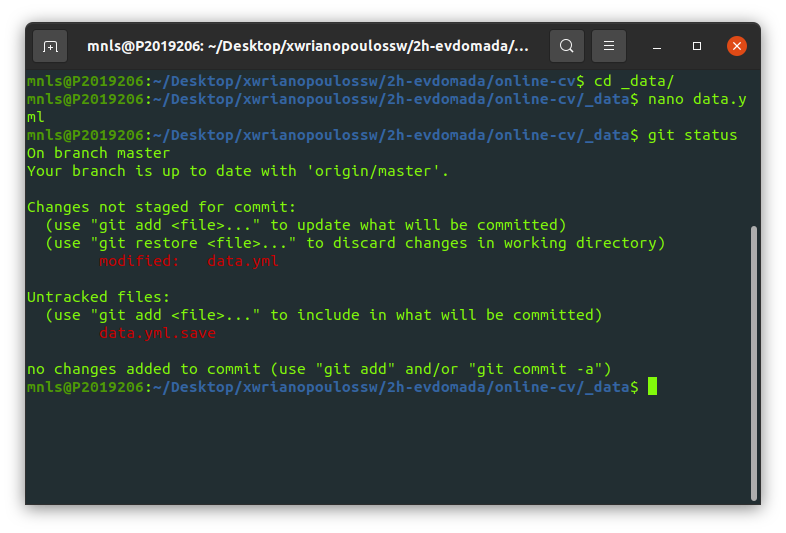 mnls@P2019206: ~/Desktop/xwrianopoulossw/2h-evdomada/...
mnls@P2019206:~/Desktop/xwrianopoulossw/2h-evdomada/online-cv$ cd _data/
mnls@P2019206:~/Desktop/xwrianopoulossw/2h-evdomada/online-cv/_data$ nano data.y
ml
mnls@P2019206:~/Desktop/xwrianopoulossw/2h-evdomada/online-cv/_data$ git status
On branch master
Your branch is up to date with 'origin/master'.
Changes not staged for commit:
  (use "git add <file>..." to update what will be committed)
  (use "git restore <file>..." to discard changes in working directory)
        modified:   data.yml
Untracked files:
  (use "git add <file>..." to include in what will be committed)
        data.yml.save
no changes added to commit (use "git add" and/or "git commit -a")
mnls@P2019206:~/Desktop/xwrianopoulossw/2h-evdomada/online-cv/_data$